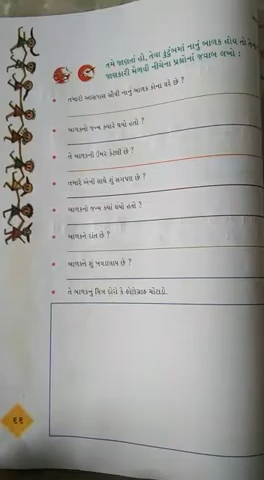 તમે જાણતાં હો, તેવા કુટુંબમાં નાનું બાળક હોય તો તેના
જાણકારી મેળવી નીચેના પ્રશ્નોનાં જવાબ લખો :
તમારી આસપાસ સૌથી નાનું બાળક કોના ઘરે છે ?
બાળકનો જન્મ ક્યારે થયો હતો ?
તે બાળકની ઉંમર કેટલી છે ?
તમારે એની સાથે શું સગપણ છે ?
બાળકનો જન્મ ક્યાં થયો હતો ?
બાળકને દાંત છે ?
બાળકને શું ખવડાવાય છે ?
તે બાળકનું ચિત્ર દોરો કે ફોટોગ્રાફ ચોંટાડો.
૬૬